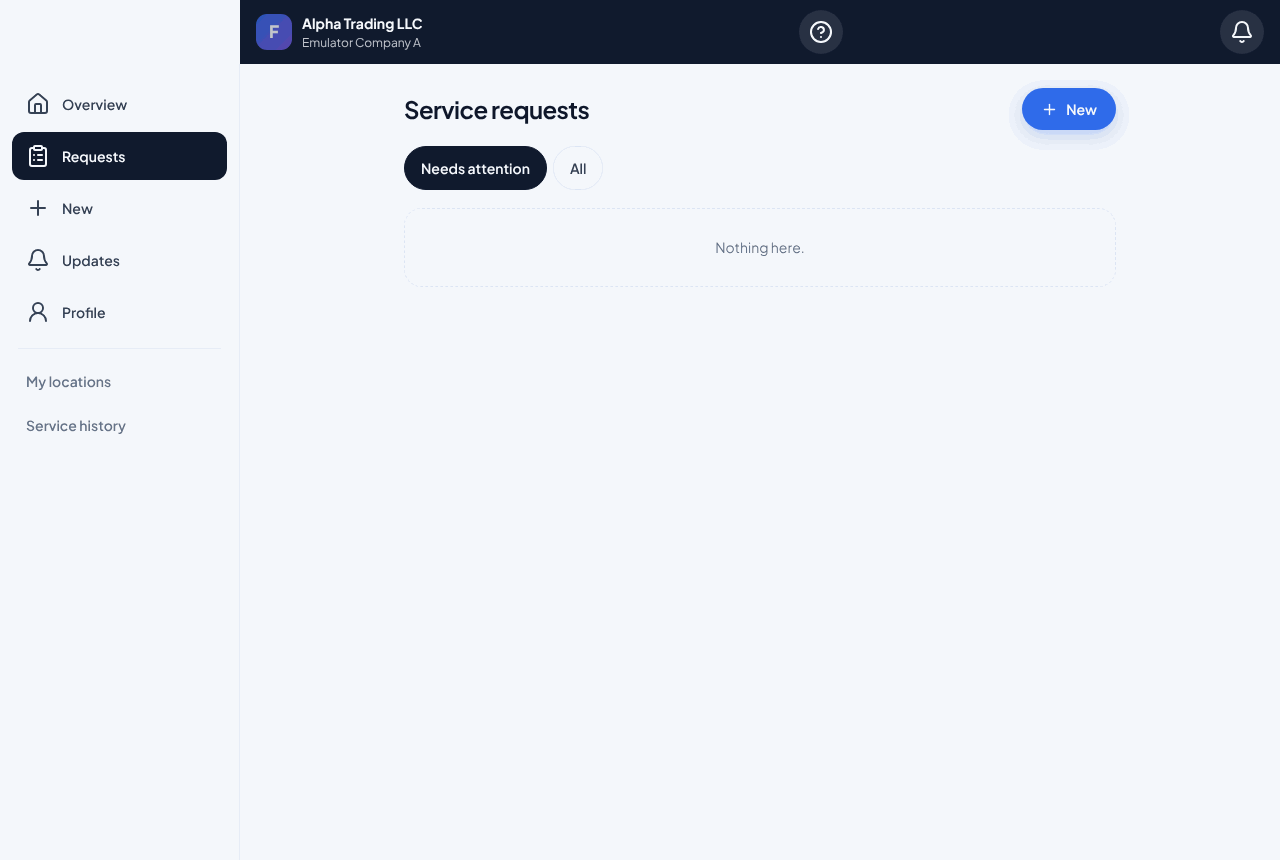 F
Alpha Trading LLC
Emulator Company A
Overview
Requests
New
Updates
Profile
My locations
Service history
Service requests
New
Needs attention
All
Nothing here.